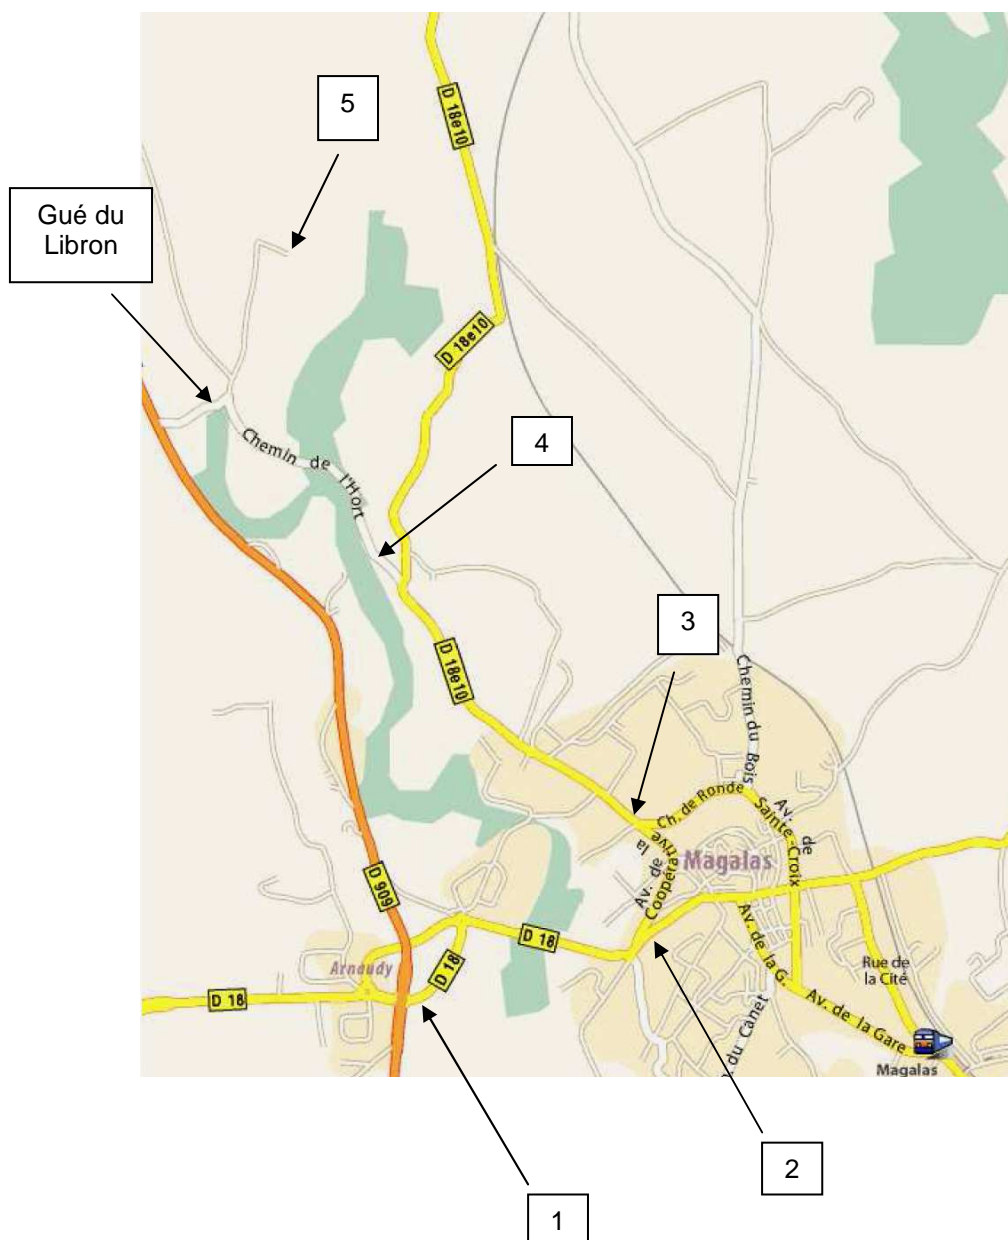 D 18e10
5
Gué du
Libron
D 18e10
4
Chemin de l'Hort
3
D 18e10
Chemin du Bois
Ch. de Ronde
Av. de
Sainte-Croix
Av. de la
Coopérative
Magalas
D 909
D 18
D 18
Av. de la G.
Rue de
la Cité
Arnaudy
D 18
Av. de la Gare
du Canet
Magalas
2
1